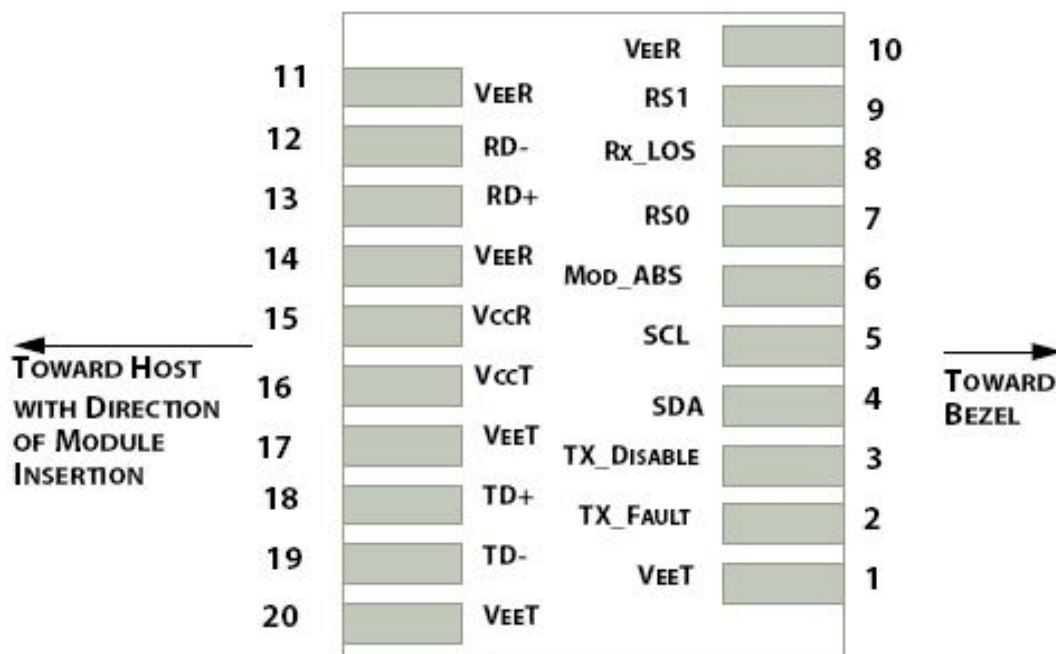 11 VEER
12 RD-
13 RD+
14 VEER
15 VCCR
16 VCCT
17 VEET
18 TD+
19 TD-
20 VEET
VEER 10
RS1 9
RX_LOS 8
RS0 7
MOD_ABS 6
SCL 5
SDA 4
TX_DISABLE 3
TX_FAULT 2
VEET 1
TOWARD HOST
WITH DIRECTION
OF MODULE
INSERTION
TOWARD
BEZEL